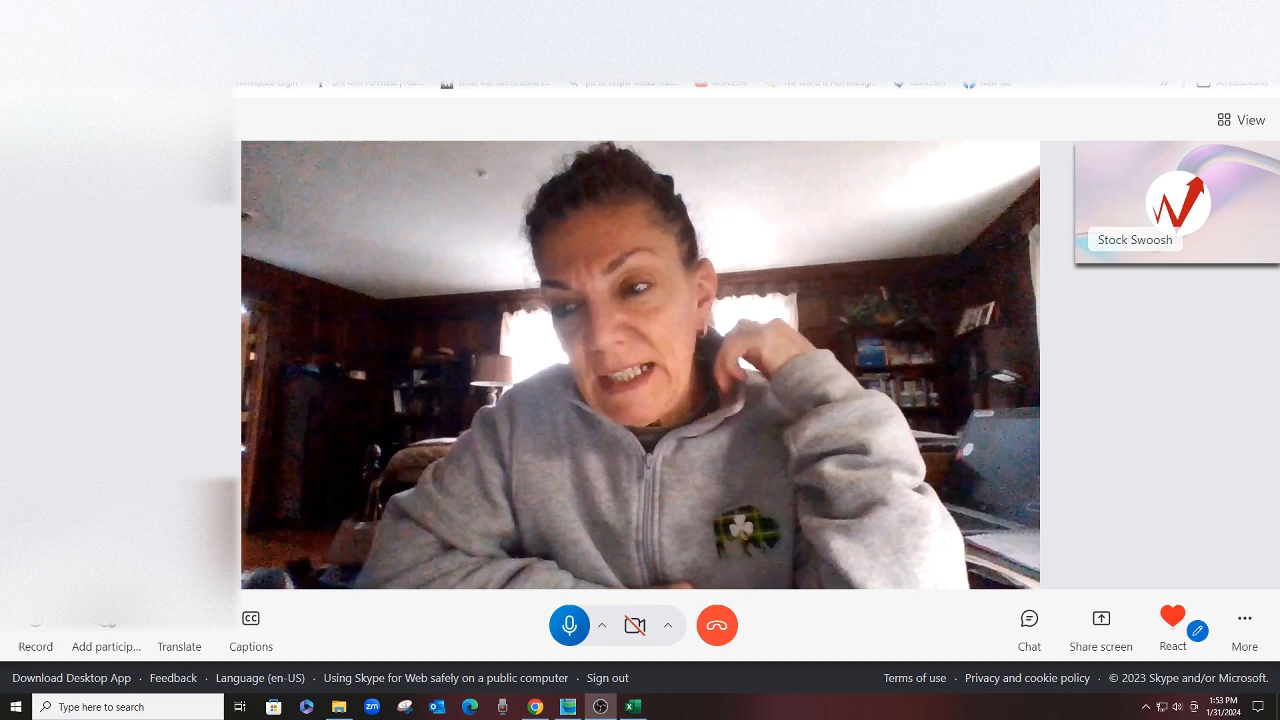 View
Stock Swoosh
CC
Add particip...
Translate
Captions
Chat
Share screen
React
More
Download Desktop App · Feedback · Language (en-US) · Using Skype for Web safely on a public computer · Sign out
Terms of use · Privacy and cookie policy · © 2023 Skype and/or Microsoft
Type here to search
zm
1:53 PM
1/31/2024